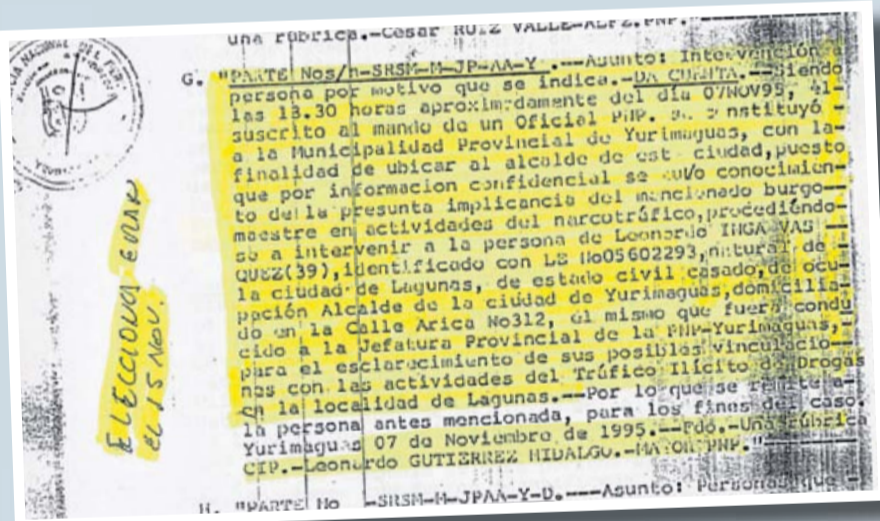 una rúbrica.-César RUIZ VALLE-ALFZ.PNP."
G. "PARTE Nos/n-SRSM-M-JP-AA-Y .--Asunto: Intervención a
persona por motivo que se indica.-DA CUENTA.--Siendo
las 13.30 horas aproximadamente del día 07NOV95, el
suscrito al mando de un Oficial PNP. se constituyó -
a la Municipalidad Provincial de Yurimaguas, con la-
finalidad de ubicar al alcalde de est ciudad,puesto
que por informacion confidencial se tuvo conocimien-
to de la presunta implicancia del mencionado burgo--
maestre en actividades del narcotráfico,procediéndo-
se a intervenir a la persona de Leonardo INGA VAS
QUEZ(39),identificado con LE No05602293,natural de -
la ciudad de Lagunas, de estado civil casado,de ocu-
pación Alcalde de la ciudad de Yurimaguas,domicilia-
do en la Calle Arica No312, el mismo que fuera condu
cido a la Jefatura Provincial de la PNP-Yurimaguas,
para el esclarecimiento de sus posibles vinculacio--
nes con las actividades del Tráfico Ilícito de Drogas
en la localidad de Lagunas.--Por lo que se remite a-
la persona antes mencionada, para los fines del caso.
Yurimaguas 07 de Noviembre de 1995.--Fdo.-Una rúbrica
CIP.-Leonardo GUTIERREZ HIDALGO.-MAYOR PNP."
H. "PARTE No -SRSM-M-JPAA-Y-D.---Asunto: Personas que -
ELECCIONES ERAN
EL 15 NOV.